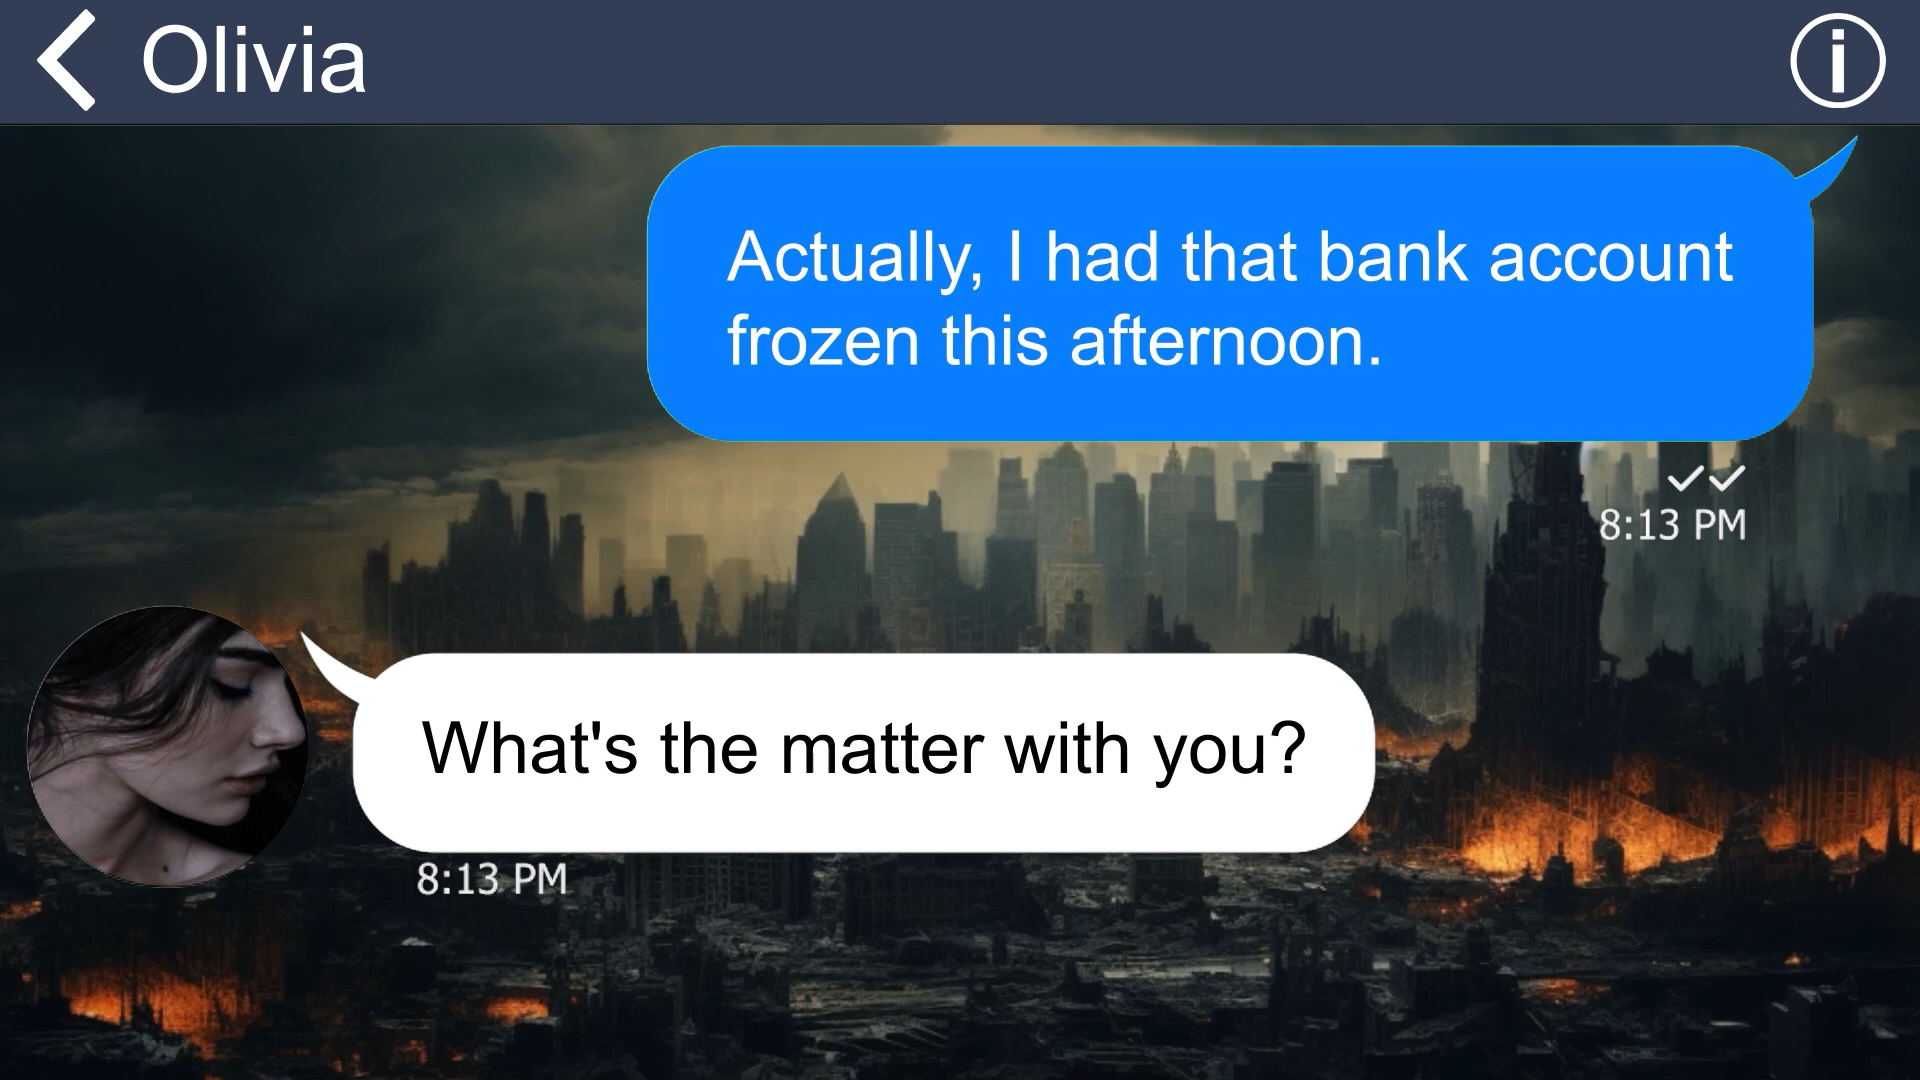 Olivia
Actually, I had that bank account
frozen this afternoon.
8:13 PM
What's the matter with you?
8:13 PM